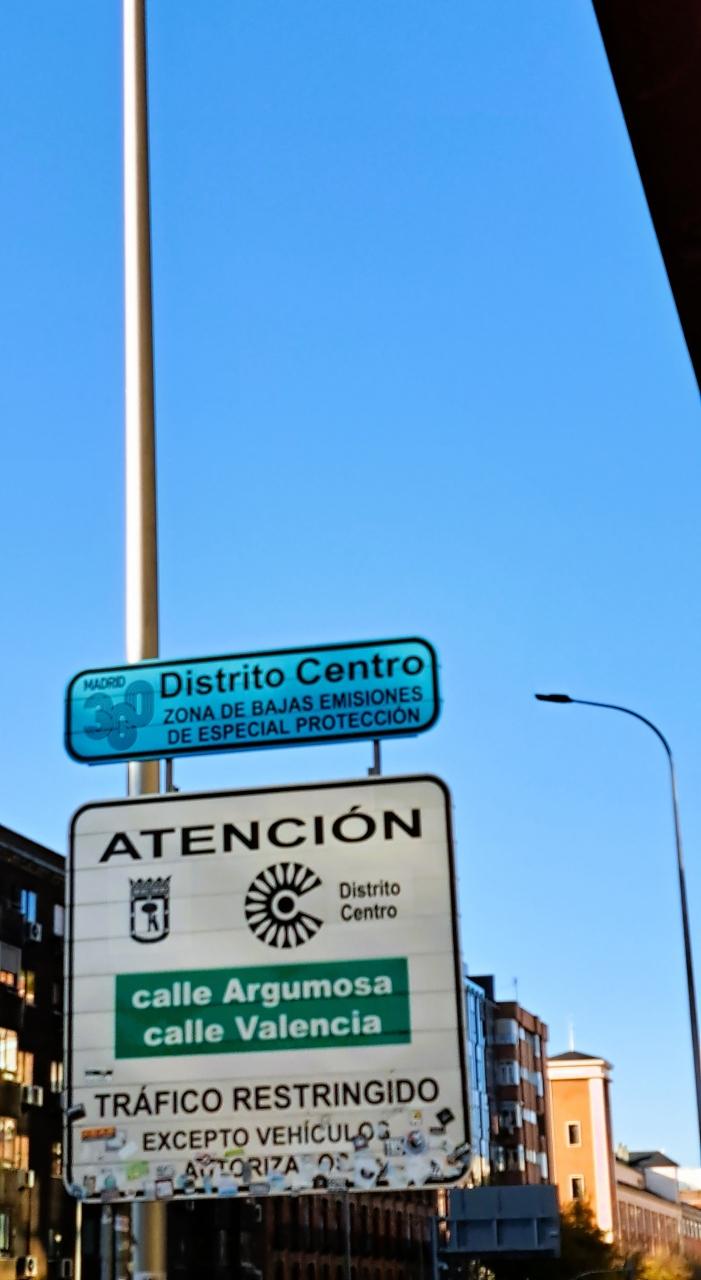 MADRID
360
Distrito Centro
ZONA DE BAJAS EMISIONES
DE ESPECIAL PROTECCIÓN
ATENCIÓN
Distrito
Centro
calle Argumosa
calle Valencia
TRÁFICO RESTRINGIDO
EXCEPTO VEHÍCULOS
AUTORIZADOS